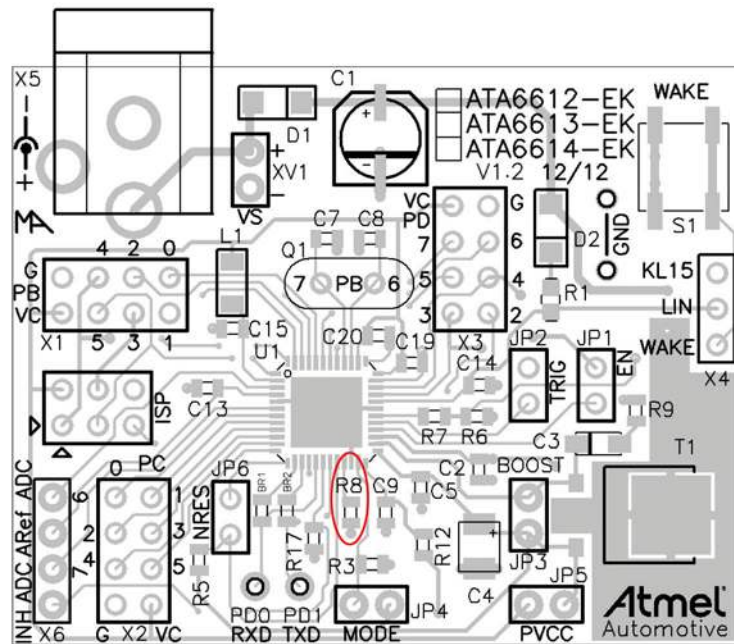 X5
C1
ATA6612-EK
WAKE
D1
ATA6613-EK
+
XV1
-
ATA6614-EK
V1.2 12/12
VS
VC
G
S1
PD
L1
C7
C8
D2
GND
4 2 0
Q1
7
6
G
7 PB 6
KL15
PB
5
4
R1
VC
LIN
C15
C20
3
2
X1
5 3 1
U1
C19
X3
JP2
JP1
WAKE
X4
C14
TRIG
EN
ISP
C13
R7
R6
R9
C3
T1
0 PC
JP6
BR1
BR2
C2
BOOST
6
1
NRES
R8
C9
C5
2
3
R17
R12
+
4
7
5
R5
R3
C4
JP3
JP5
INH ADC ARef ADC
PD0
PD1
JP4
Atmel
X6
G X2 VC
RXD
TXD
MODE
PVCC
Automotive